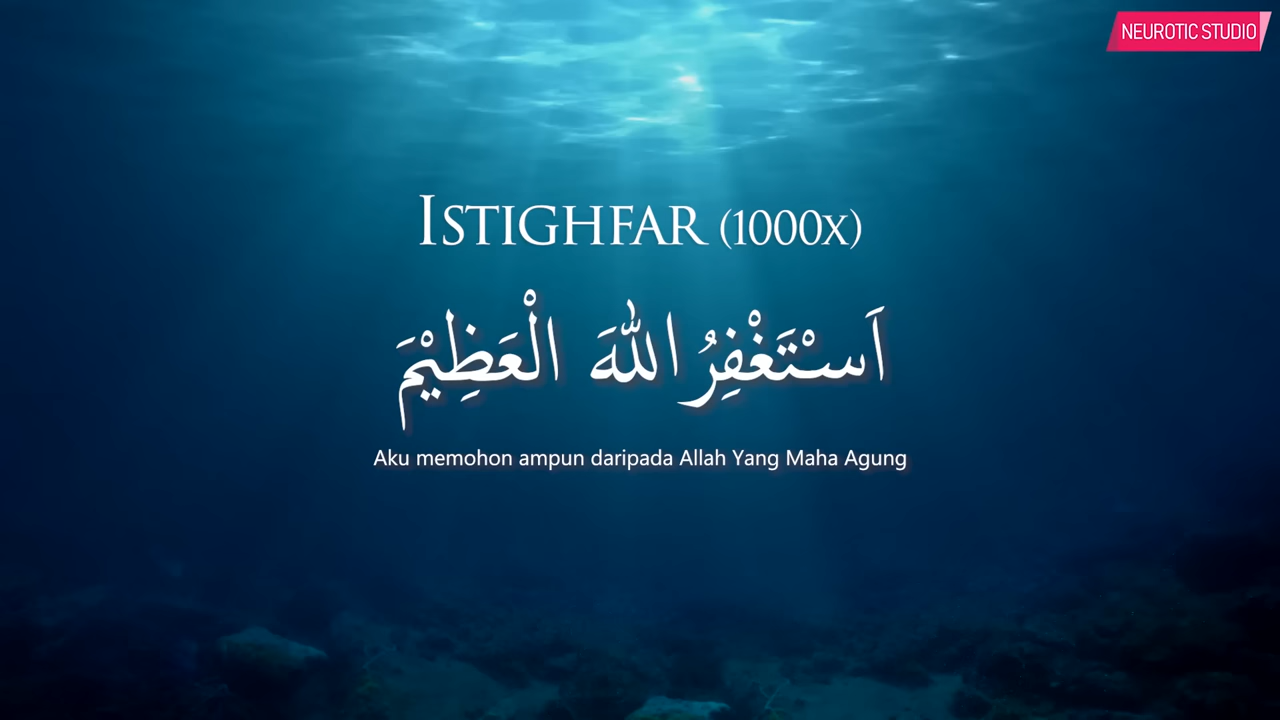 NEUROTIC STUDIO
ISTIGHFAR (1000X)
اَسْتَغْفِرُ اللهَ الْعَظِيْمَ
Aku memohon ampun daripada Allah Yang Maha Agung